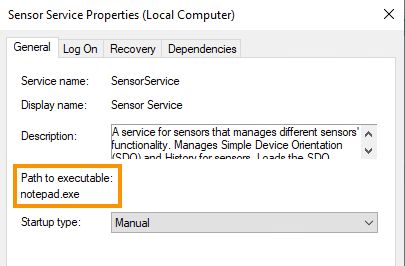 Sensor Service Properties (Local Computer)
General Log On Recovery Dependencies
Service name: SensorService
Display name: Sensor Service
Description: A service for sensors that manages different sensors'
functionality. Manages Simple Device Orientation
(SDO) and History for sensors. Loads the SDO
Path to executable:
notepad.exe
Startup type: Manual